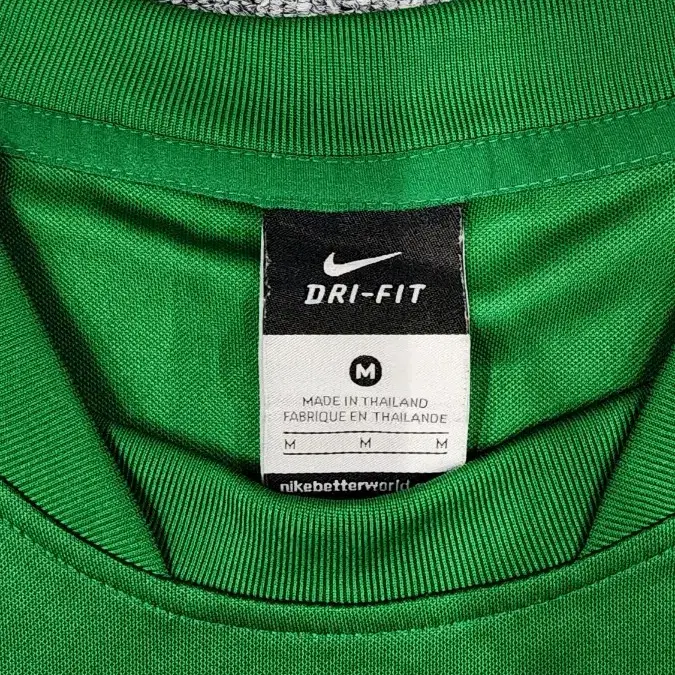 DRI-FIT
M
MADE IN THAILAND
FABRIQUE EN THAILANDE
M M M
nikebetterworld